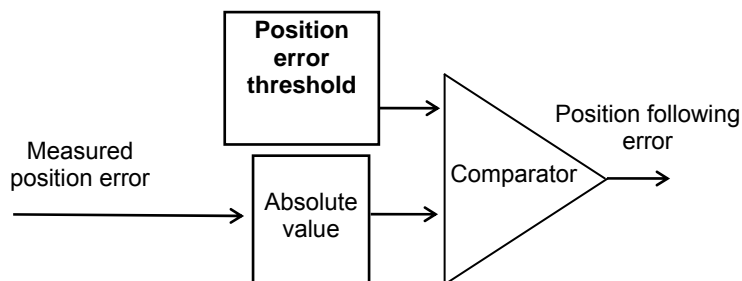 Position
error
threshold
Position following
error
Measured
position error
Comparator
Absolute
value